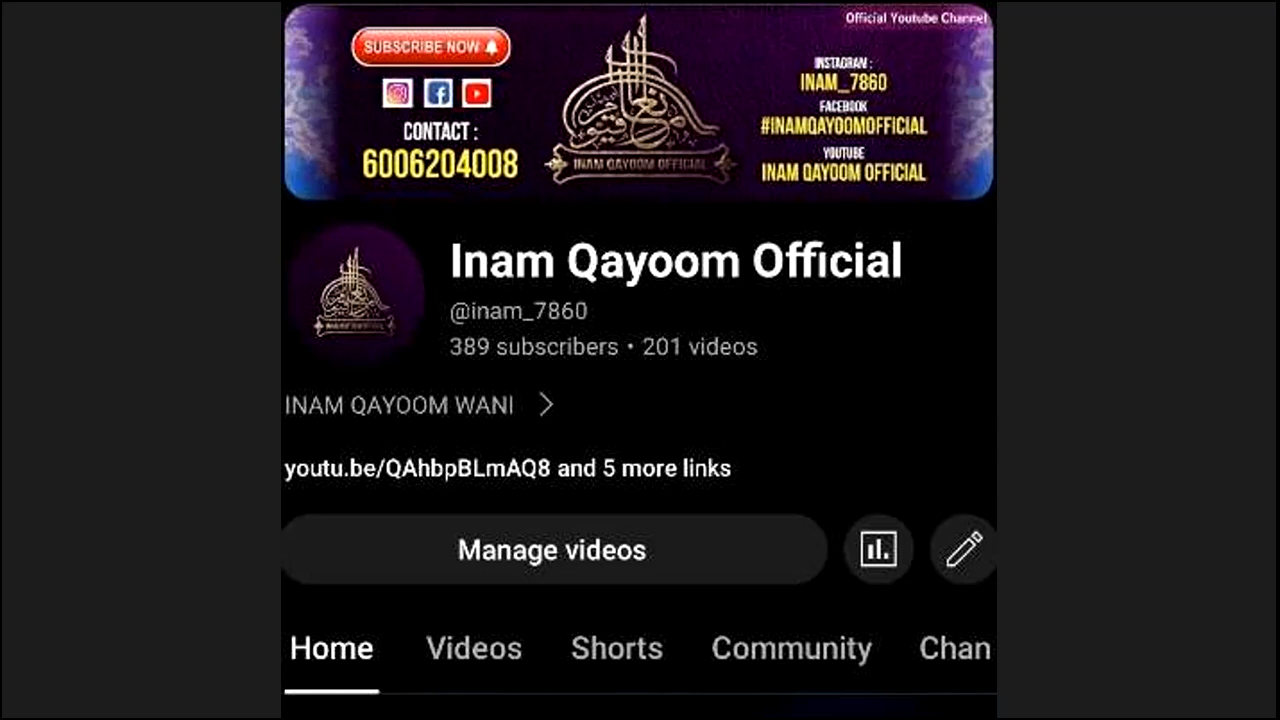 Official Youtube Channel
SUBSCRIBE NOW
CONTACT :
6006204008
INAM QAYOOM OFFICIAL
INSTAGRAM :
INAM_7860
FACEBOOK
#INAMQAYOOMOFFICIAL
YOUTUBE
INAM QAYOOM OFFICIAL
Inam Qayoom Official
@inam_7860
389 subscribers • 201 videos
INAM QAYOOM WANI
youtu.be/QAhbpBLmAQ8 and 5 more links
Manage videos
Home Videos Shorts Community Chan